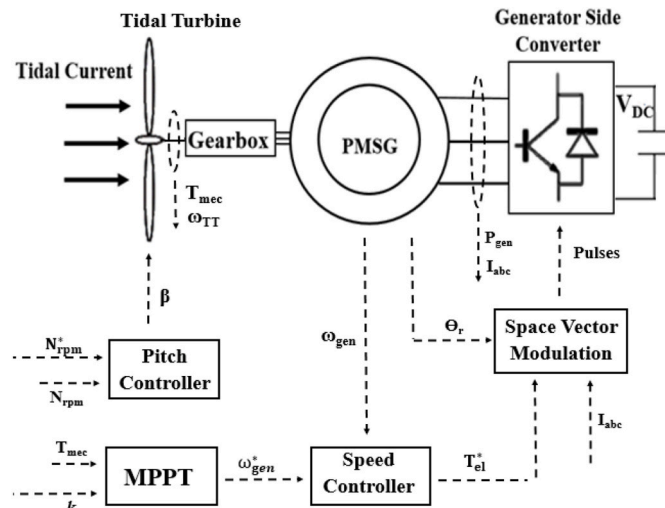 Tidal Turbine
Generator Side
Converter
Tidal Current
Gearbox
PMSG
V_DC
T_mec
ω_TT
P_gen
I_abc
Pulses
β
ω_gen
Θ_r
Space Vector
Modulation
N*_rpm
Pitch
Controller
N_rpm
I_abc
T_mec
MPPT
ω*_gen
Speed
Controller
T*_el